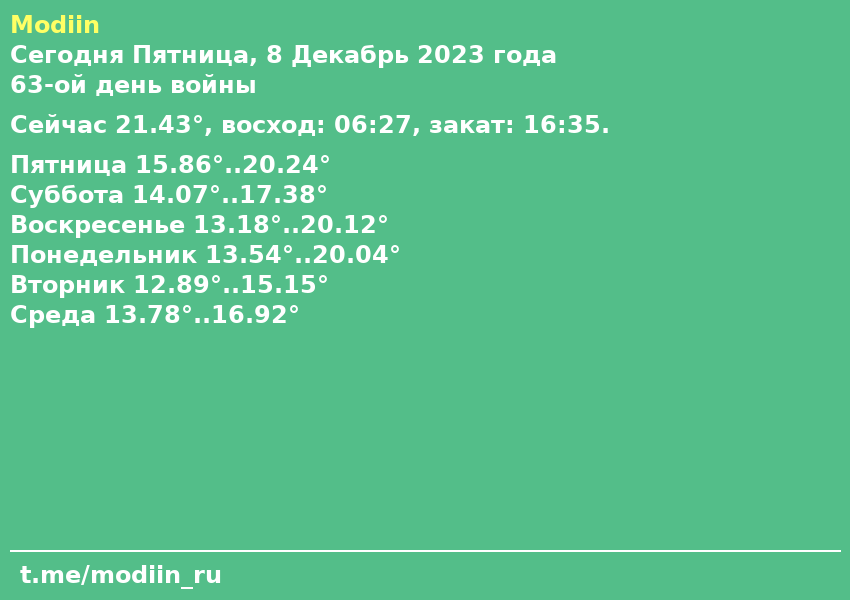 Modiin
Сегодня Пятница, 8 Декабрь 2023 года
63-ой день войны
Сейчас 21.43°, восход: 06:27, закат: 16:35.
Пятница 15.86°..20.24°
Суббота 14.07°..17.38°
Воскресенье 13.18°..20.12°
Понедельник 13.54°..20.04°
Вторник 12.89°..15.15°
Среда 13.78°..16.92°
t.me/modiin_ru